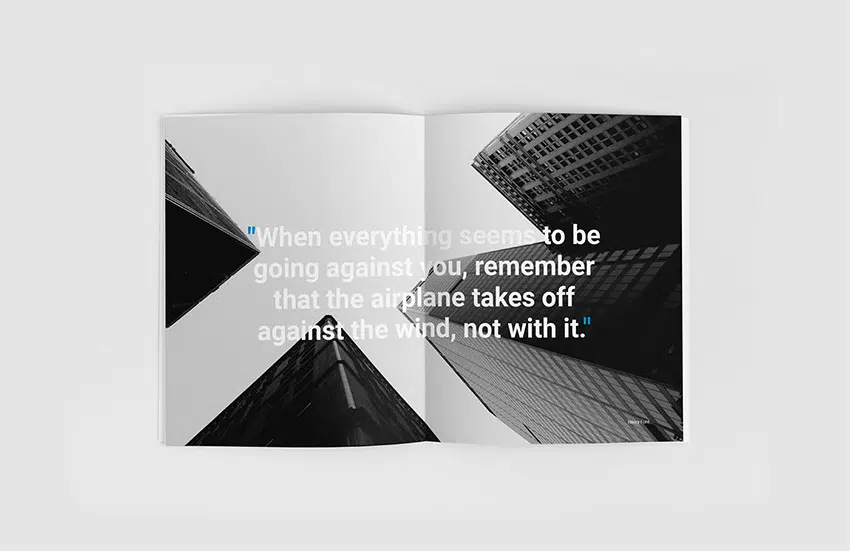 "When everything seems to be
going against you, remember
that the airplane takes off
against the wind, not with it."
Henry Ford